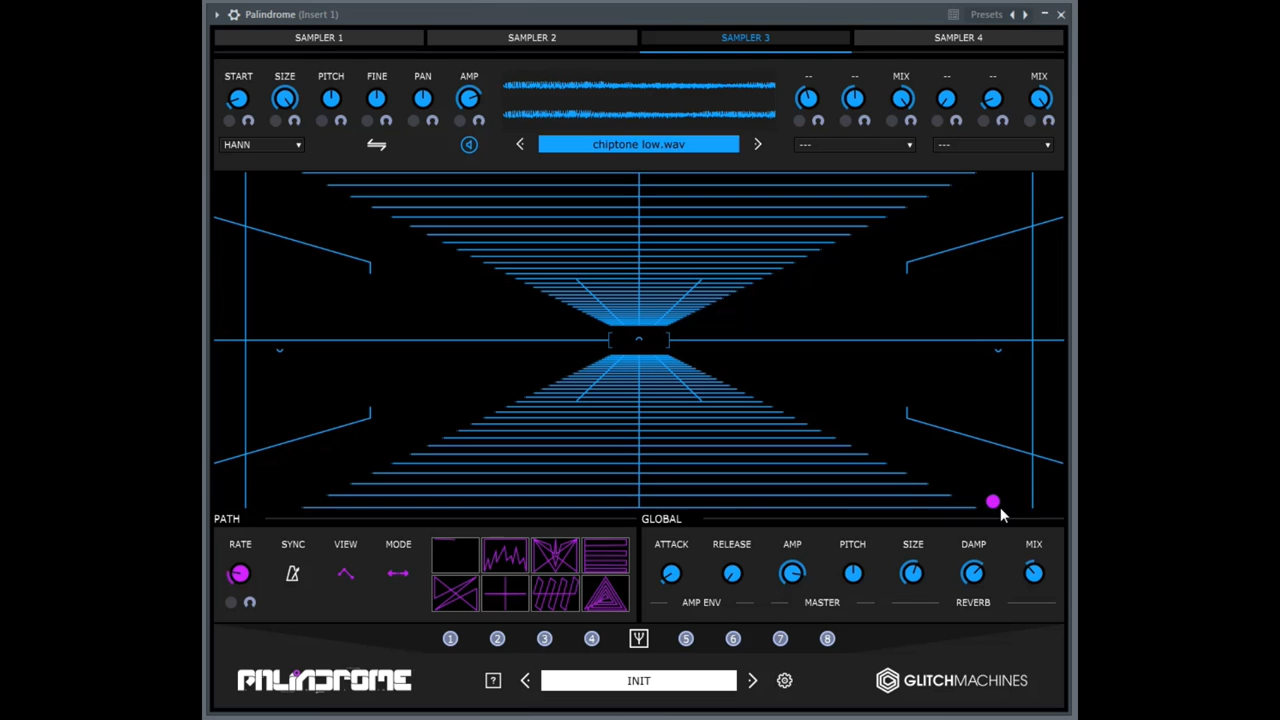 Palindrome (Insert 1) Presets
SAMPLER 1 SAMPLER 2 SAMPLER 3 SAMPLER 4
START SIZE PITCH FINE PAN AMP -- -- MIX -- -- MIX
HANN chiptone low.wav --- ---
PATH GLOBAL
RATE SYNC VIEW MODE ATTACK RELEASE AMP PITCH SIZE DAMP MIX
AMP ENV MASTER REVERB
1 2 3 4 5 6 7 8
PALINDROME ? INIT GLITCHMACHINES